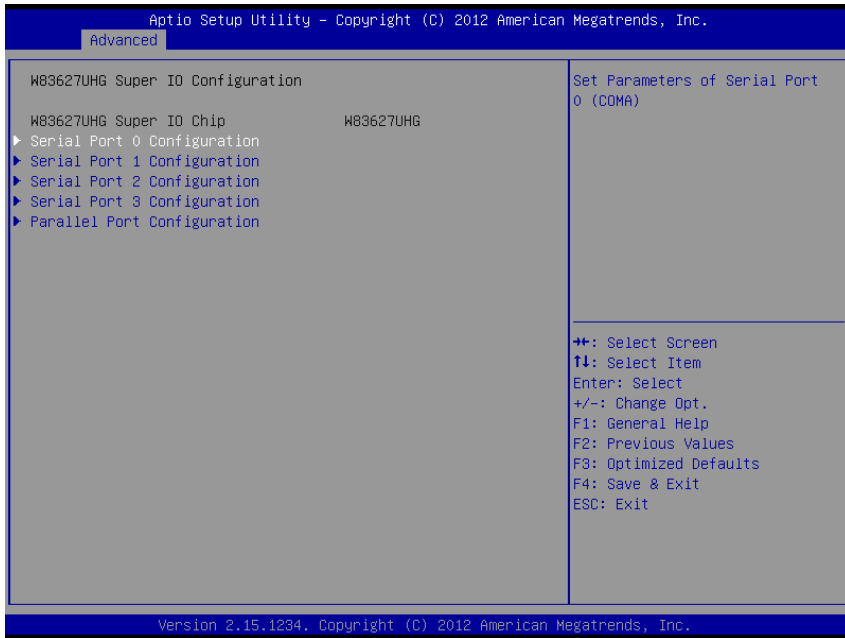 Aptio Setup Utility – Copyright (C) 2012 American Megatrends, Inc.
Advanced
W83627UHG Super IO Configuration
W83627UHG Super IO Chip W83627UHG
Serial Port 0 Configuration
Serial Port 1 Configuration
Serial Port 2 Configuration
Serial Port 3 Configuration
Parallel Port Configuration
Set Parameters of Serial Port
0 (COMA)
→←: Select Screen
↑↓: Select Item
Enter: Select
+/-: Change Opt.
F1: General Help
F2: Previous Values
F3: Optimized Defaults
F4: Save & Exit
ESC: Exit
Version 2.15.1234. Copyright (C) 2012 American Megatrends, Inc.